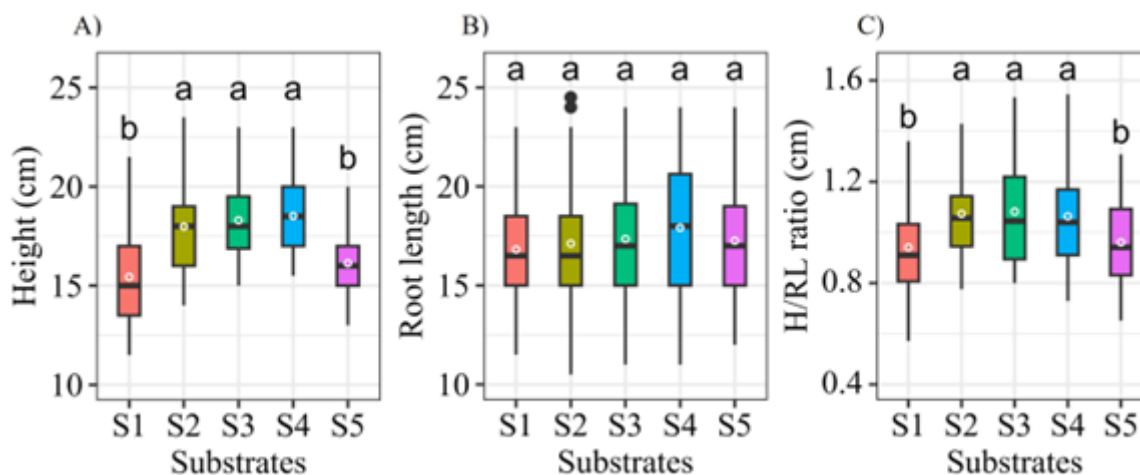 A)
Height (cm)
25
20
15
10
b
a
a
a
b
S1 S2 S3 S4 S5
Substrates
B)
Root length (cm)
25
20
15
10
a
a
a
a
a
S1 S2 S3 S4 S5
Substrates
C)
H/RL ratio (cm)
1.6
1.2
0.8
0.4
b
a
a
a
b
S1 S2 S3 S4 S5
Substrates